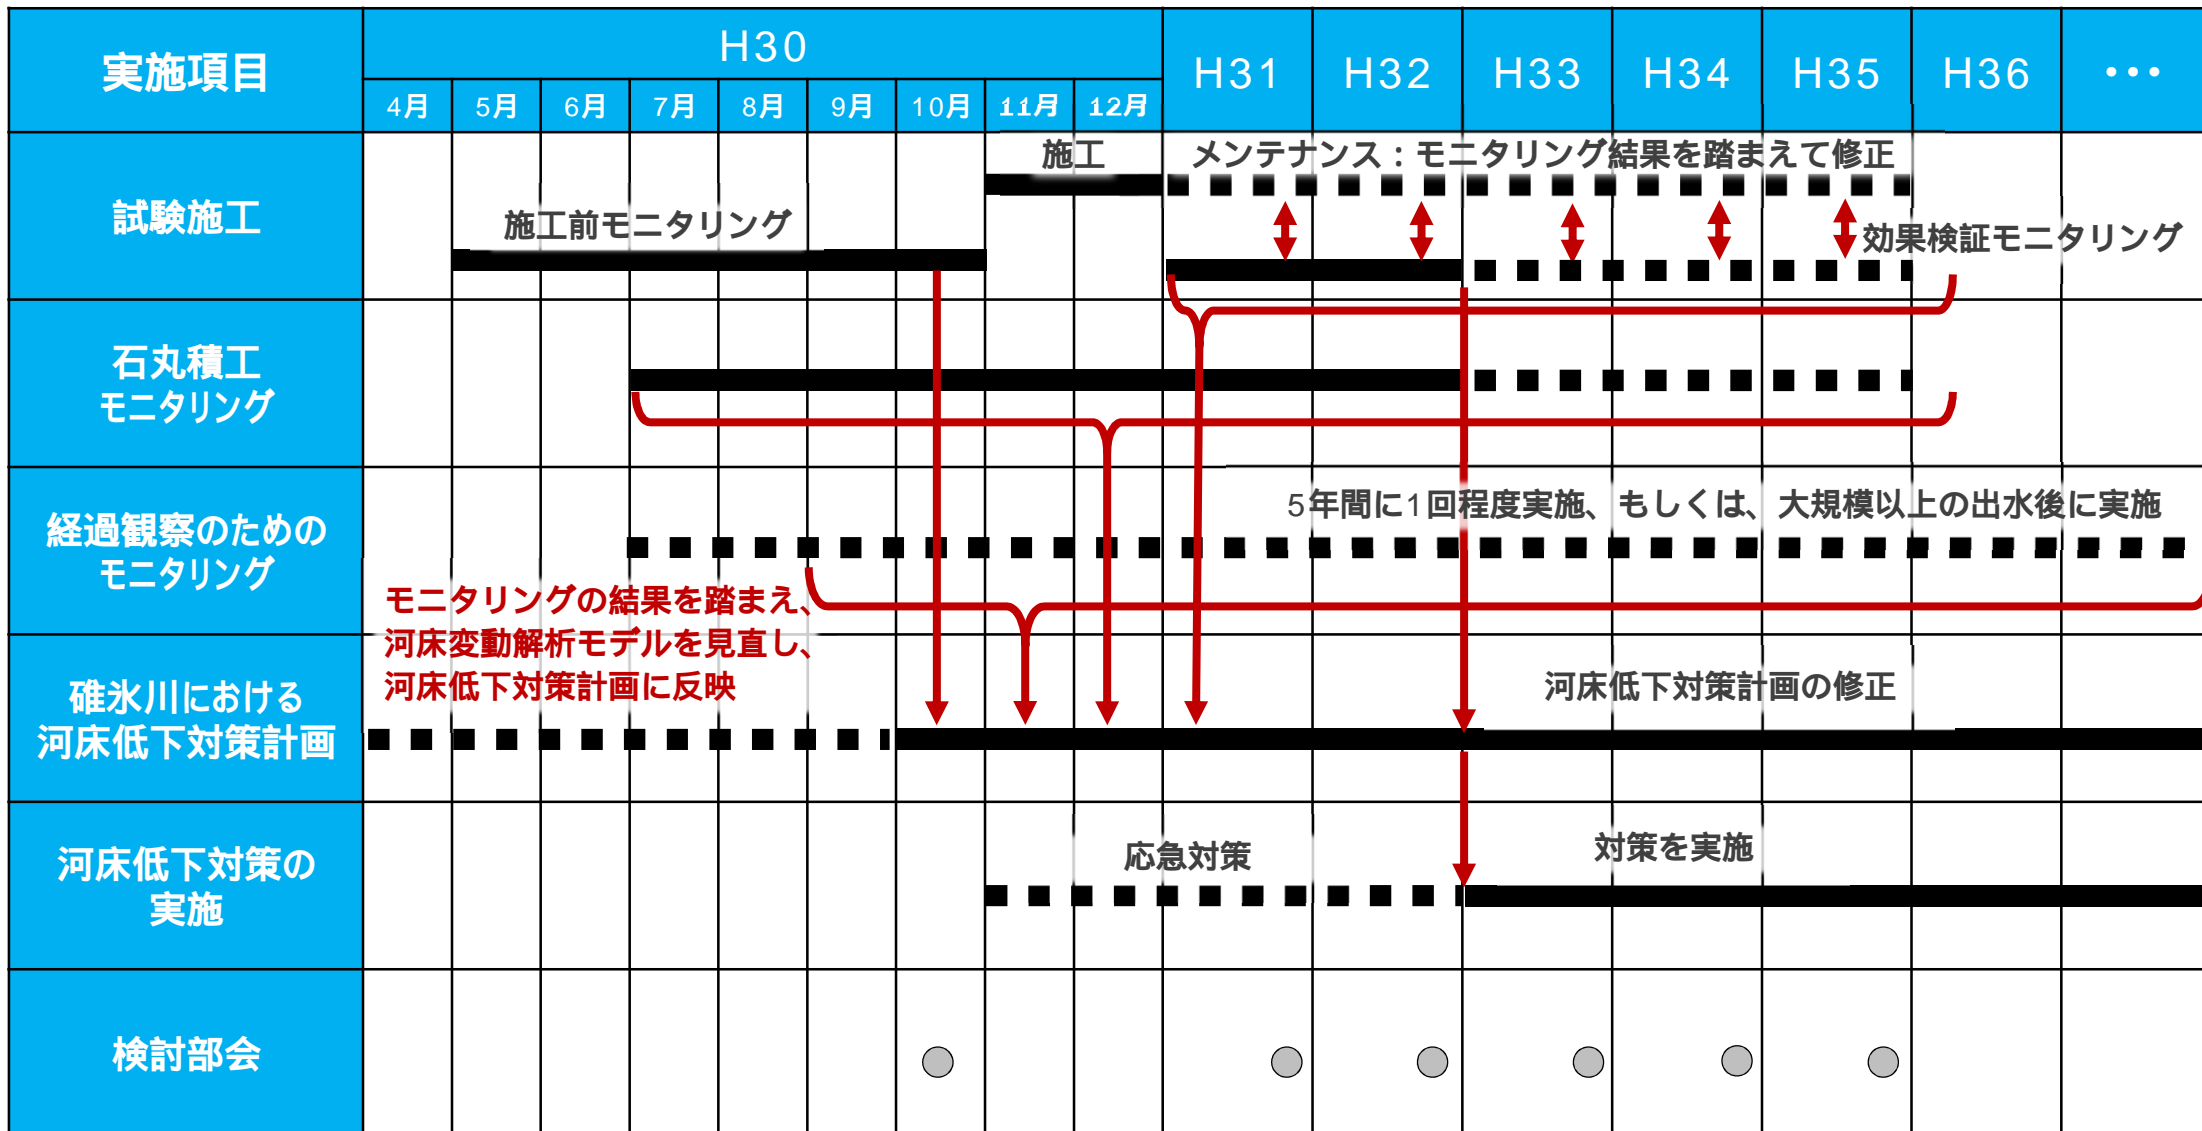 実施項目
H30
H31
H32
H33
H34
H35
H36
・・・
4月
5月
6月
7月
8月
9月
10月
11月
12月
試験施工
施工
メンテナンス：モニタリング結果を踏まえて修正
施工前モニタリング
効果検証モニタリング
石丸積工
モニタリング
経過観察のための
モニタリング
5年間に1回程度実施、もしくは、大規模以上の出水後に実施
モニタリングの結果を踏まえ、
河床変動解析モデルを見直し、
河床低下対策計画に反映
碓氷川における
河床低下対策計画
河床低下対策計画の修正
河床低下対策の
実施
応急対策
対策を実施
検討部会